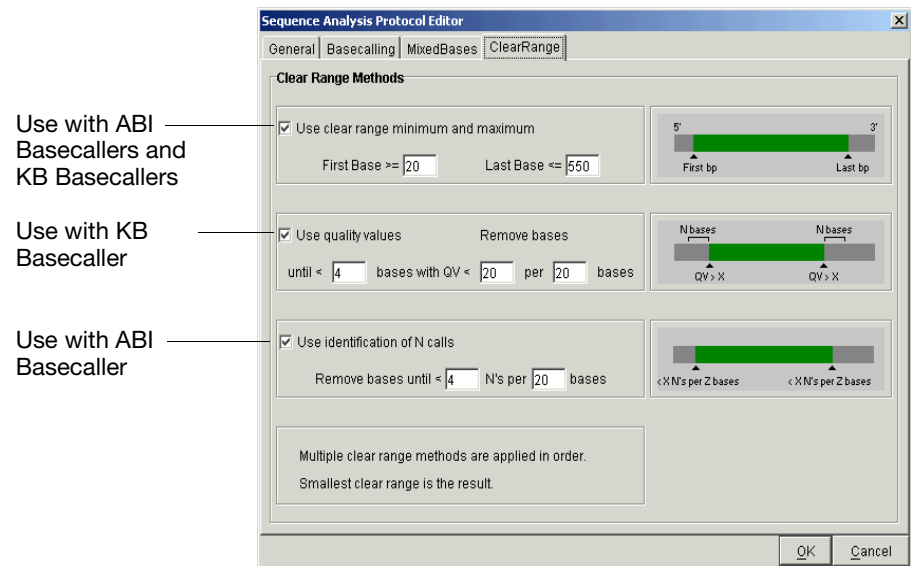 Sequence Analysis Protocol Editor
General Basecalling MixedBases ClearRange
Clear Range Methods
Use with ABI
Basecallers and
KB Basecallers
Use clear range minimum and maximum
First Base >= 20 Last Base <= 550
5' 3'
First bp Last bp
Use with KB
Basecaller
Use quality values Remove bases
until < 4 bases with QV < 20 per 20 bases
N bases N bases
QV > X QV > X
Use with ABI
Basecaller
Use identification of N calls
Remove bases until < 4 N's per 20 bases
< X N's per Z bases < X N's per Z bases
Multiple clear range methods are applied in order.
Smallest clear range is the result.
OK Cancel